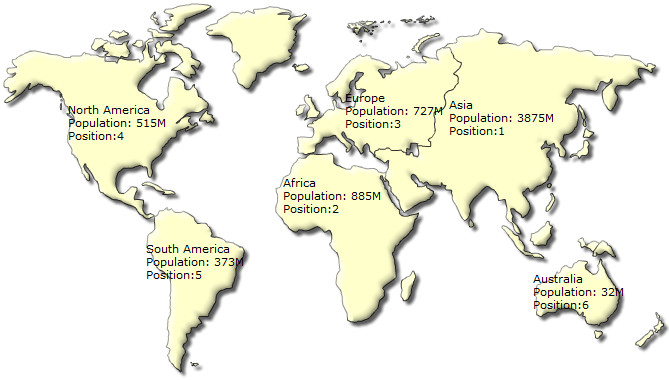 North America
Population: 515M
Position:4
Europe
Population: 727M
Position:3
Asia
Population: 3875M
Position:1
Africa
Population: 885M
Position:2
South America
Population: 373M
Position:5
Australia
Population: 32M
Position:6